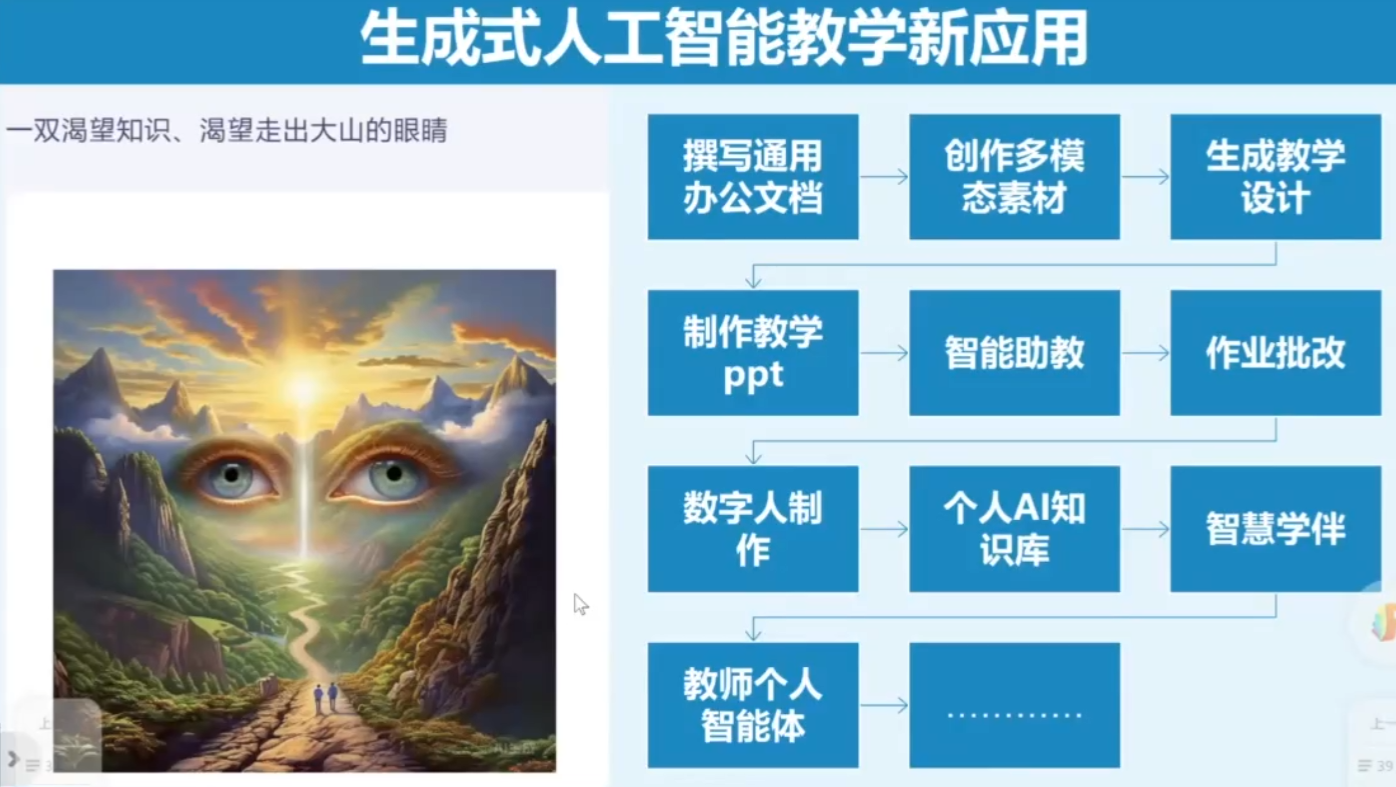 生成式人工智能教学新应用
一双渴望知识、渴望走出大山的眼睛
撰写通用
办公文档
创作多模
态素材
生成教学
设计
制作教学
ppt
智能助教
作业批改
数字人制
作
个人AI知
识库
智慧学伴
教师个人
智能体
…………
上一
39